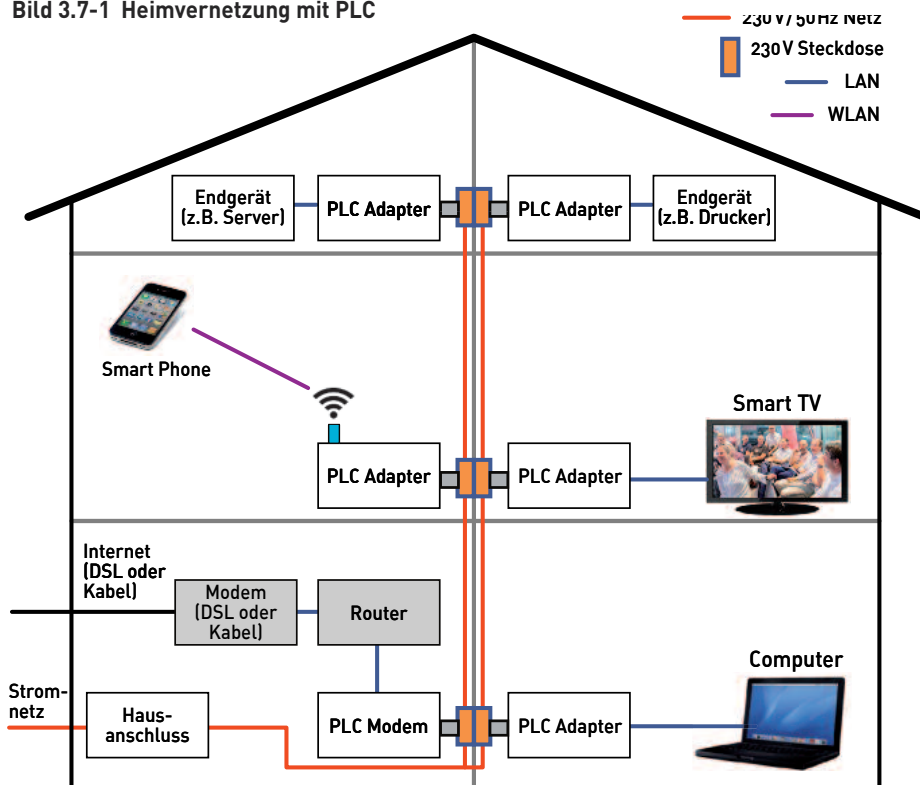 Bild 3.7-1 Heimvernetzung mit PLC
230V/50Hz Netz
230V Steckdose
LAN
WLAN
Endgerät
(z.B. Server)
PLC Adapter
PLC Adapter
Endgerät
(z.B. Drucker)
Smart Phone
Smart TV
PLC Adapter
PLC Adapter
Internet
(DSL oder
Kabel)
Modem
(DSL oder
Kabel)
Router
Computer
Strom-
netz
Haus-
anschluss
PLC Modem
PLC Adapter